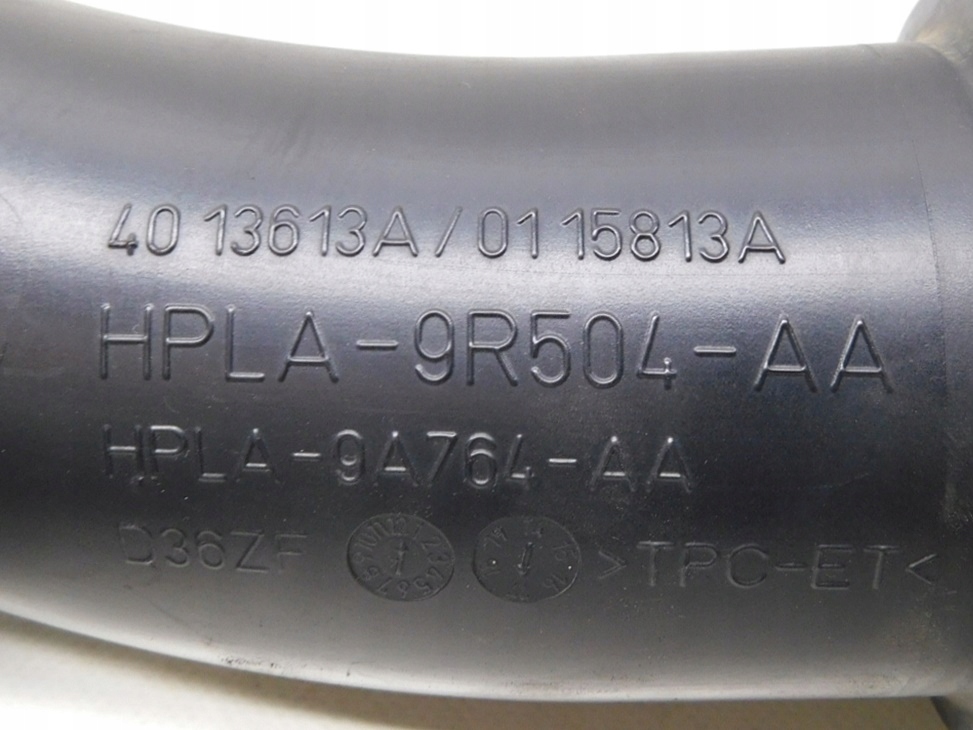 40 13613A/01 15813A
HPLA-9R504-AA
HPLA-9A764-AA
D36ZF >TPC-ET<